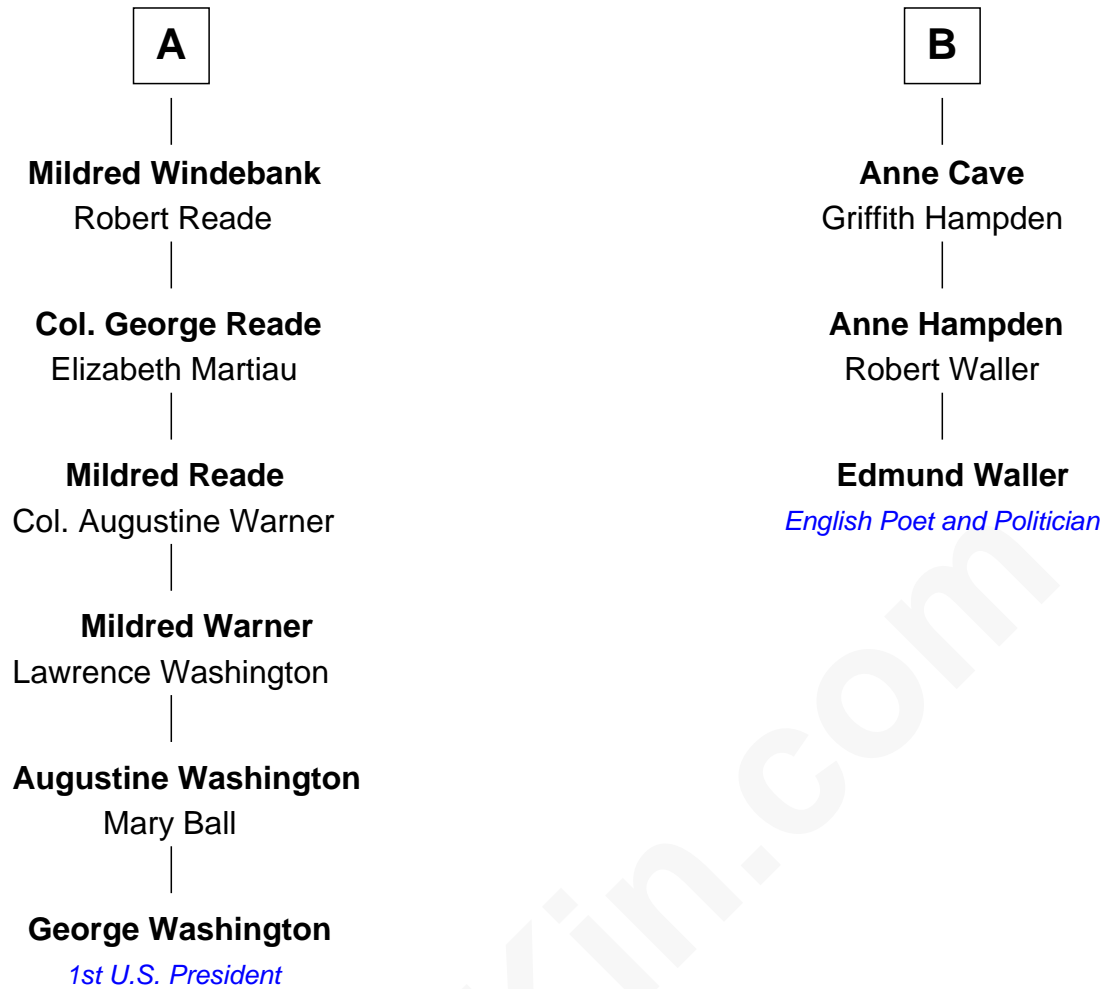 A
Mildred Windebank
Robert Reade
Col. George Reade
Elizabeth Martiau
Mildred Reade
Col. Augustine Warner
Mildred Warner
Lawrence Washington
Augustine Washington
Mary Ball
George Washington
1st U.S. President
B
Anne Cave
Griffith Hampden
Anne Hampden
Robert Waller
Edmund Waller
English Poet and Politician
Kin.com